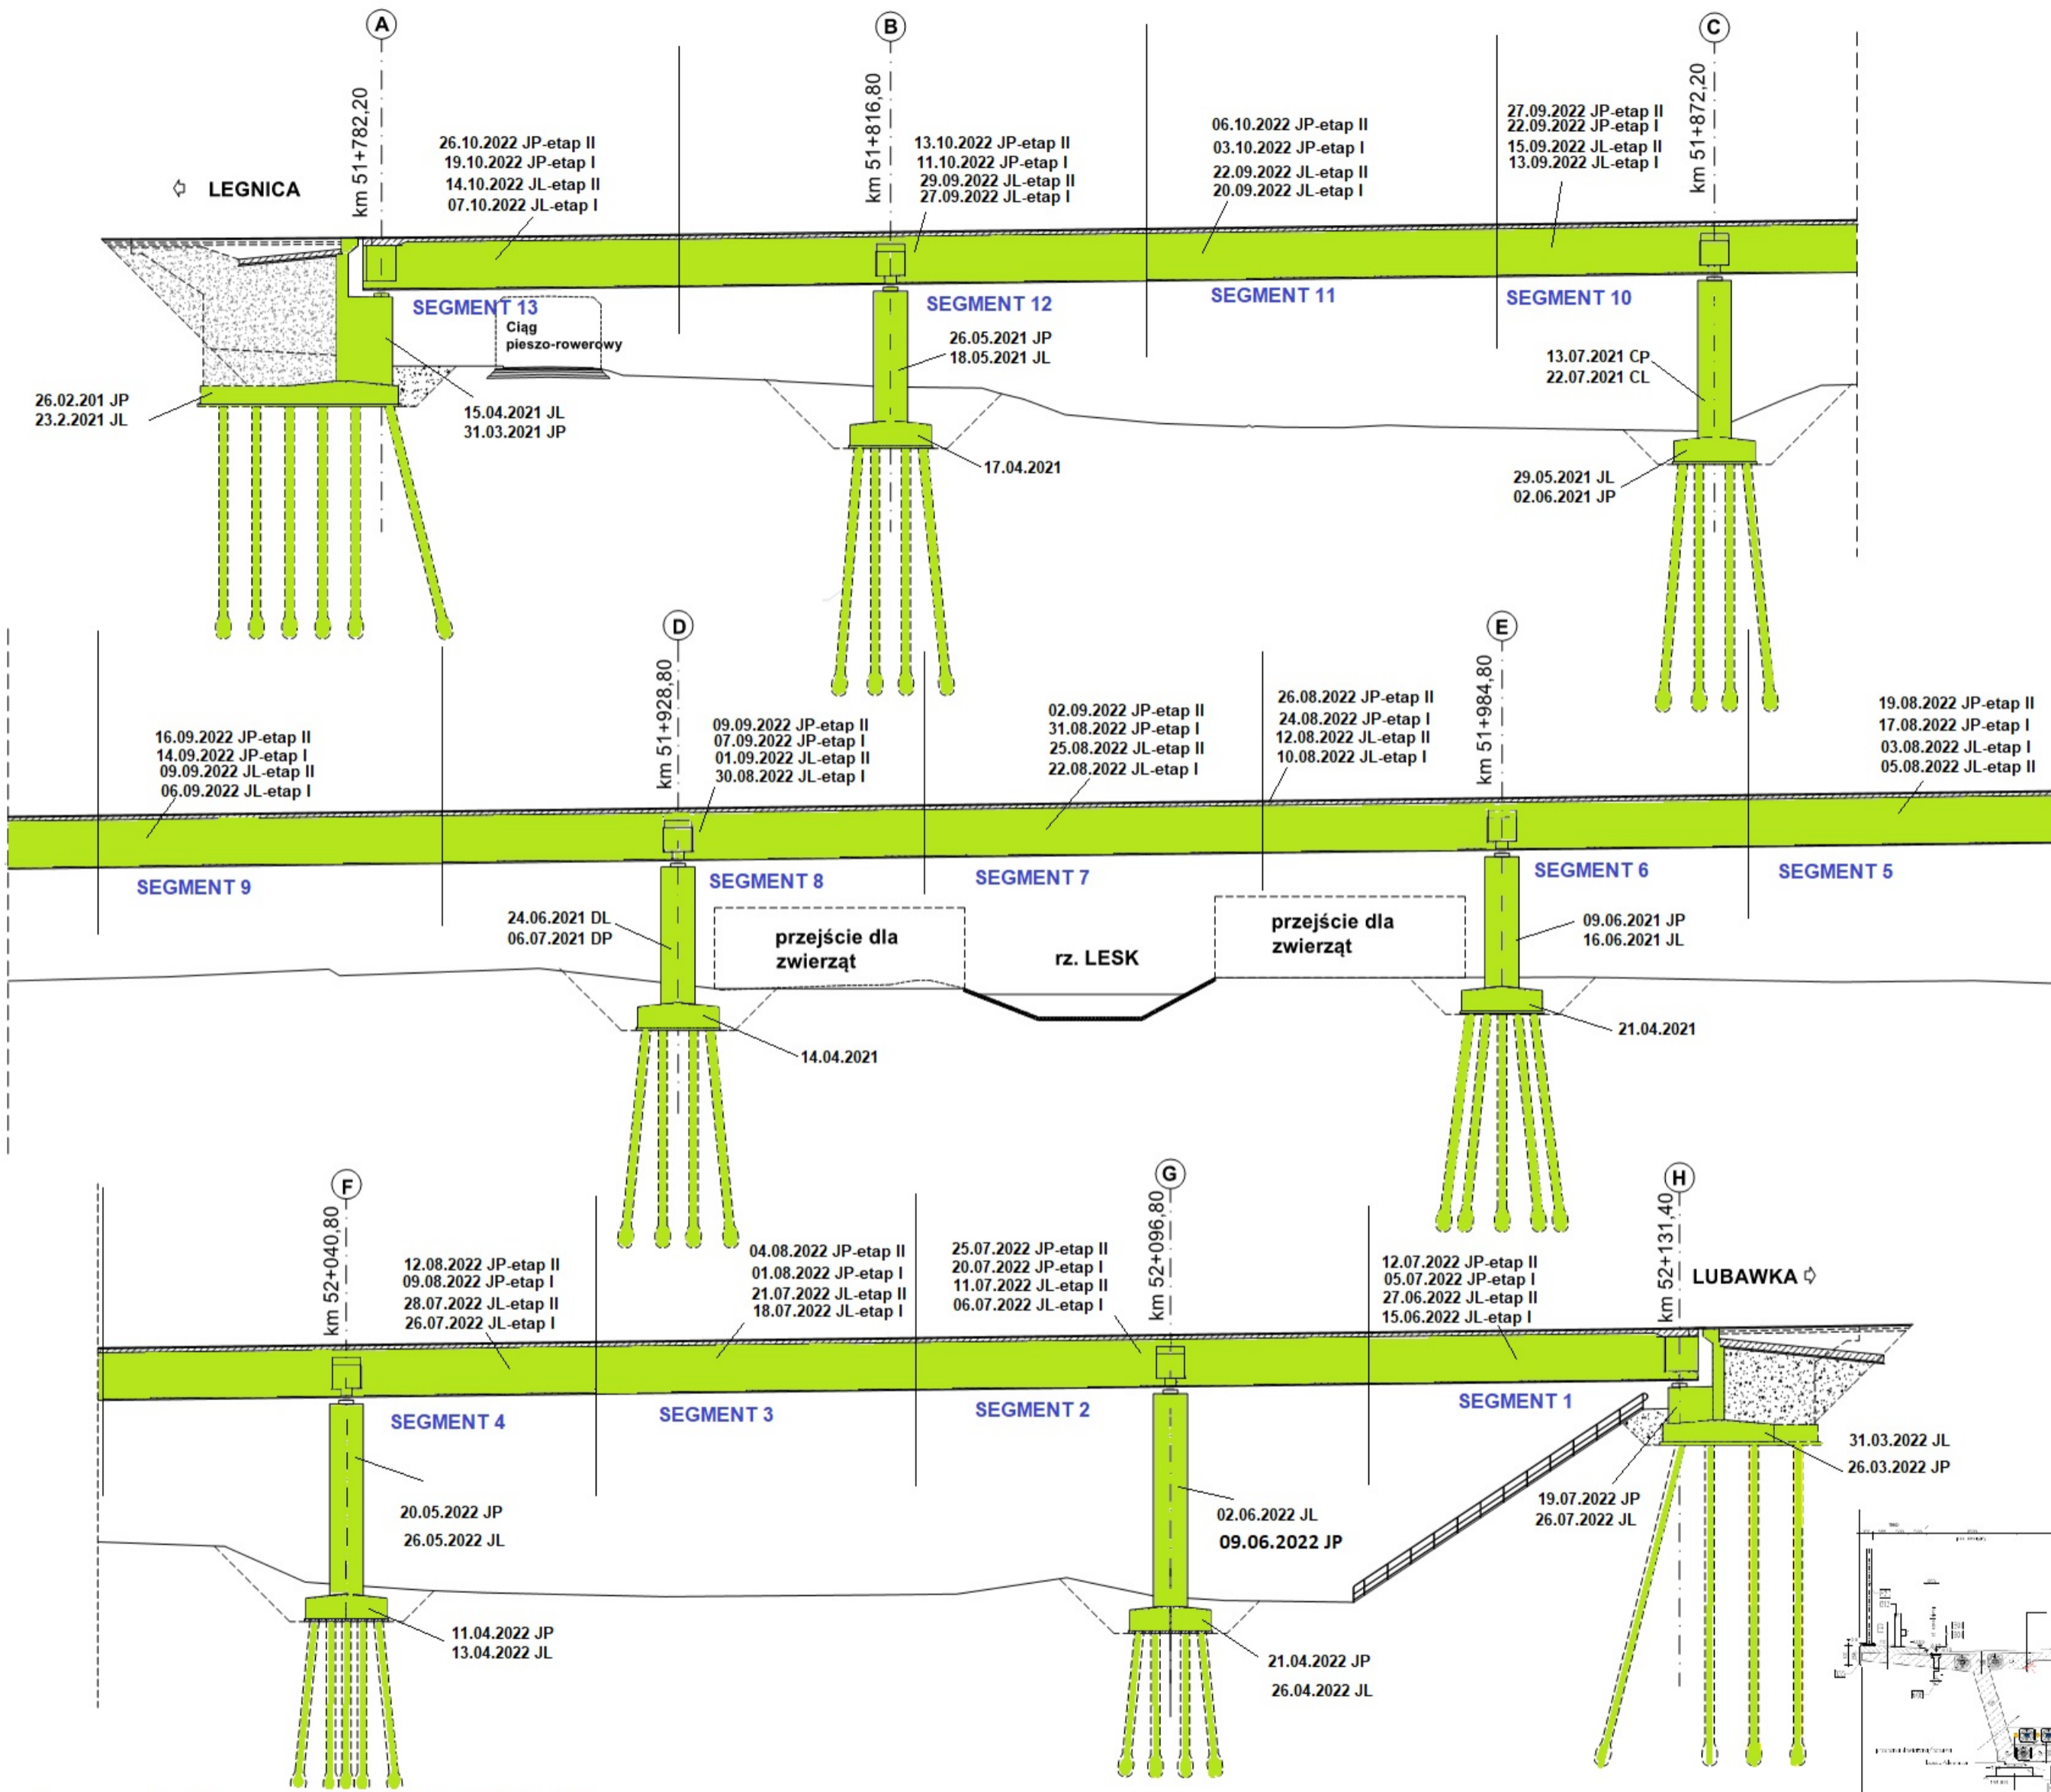 A
B
C
km 51+782,20
km 51+816,80
km 51+872,20
LEGNICA
26.10.2022 JP-etap II
19.10.2022 JP-etap I
14.10.2022 JL-etap II
07.10.2022 JL-etap I
13.10.2022 JP-etap II
11.10.2022 JP-etap I
29.09.2022 JL-etap II
27.09.2022 JL-etap I
06.10.2022 JP-etap II
03.10.2022 JP-etap I
22.09.2022 JL-etap II
20.09.2022 JL-etap I
27.09.2022 JP-etap II
22.09.2022 JP-etap I
15.09.2022 JL-etap II
13.09.2022 JL-etap I
SEGMENT 13
SEGMENT 12
SEGMENT 11
SEGMENT 10
Ciąg
pieszo-rowerowy
26.05.2021 JP
18.05.2021 JL
13.07.2021 CP
22.07.2021 CL
26.02.201 JP
23.2.2021 JL
15.04.2021 JL
31.03.2021 JP
17.04.2021
29.05.2021 JL
02.06.2021 JP
D
E
km 51+928,80
km 51+984,80
16.09.2022 JP-etap II
14.09.2022 JP-etap I
09.09.2022 JL-etap II
06.09.2022 JL-etap I
09.09.2022 JP-etap II
07.09.2022 JP-etap I
01.09.2022 JL-etap II
30.08.2022 JL-etap I
02.09.2022 JP-etap II
31.08.2022 JP-etap I
25.08.2022 JL-etap II
22.08.2022 JL-etap I
26.08.2022 JP-etap II
24.08.2022 JP-etap I
12.08.2022 JL-etap II
10.08.2022 JL-etap I
19.08.2022 JP-etap II
17.08.2022 JP-etap I
03.08.2022 JL-etap I
05.08.2022 JL-etap II
SEGMENT 9
SEGMENT 8
SEGMENT 7
SEGMENT 6
SEGMENT 5
24.06.2021 DL
06.07.2021 DP
przejście dla
zwierząt
rz. LESK
przejście dla
zwierząt
09.06.2021 JP
16.06.2021 JL
14.04.2021
21.04.2021
F
G
H
km 52+040,80
km 52+096,80
km 52+131,40
LUBAWKA
12.08.2022 JP-etap II
09.08.2022 JP-etap I
28.07.2022 JL-etap II
26.07.2022 JL-etap I
04.08.2022 JP-etap II
01.08.2022 JP-etap I
21.07.2022 JL-etap II
18.07.2022 JL-etap I
25.07.2022 JP-etap II
20.07.2022 JP-etap I
11.07.2022 JL-etap II
06.07.2022 JL-etap I
12.07.2022 JP-etap II
05.07.2022 JP-etap I
27.06.2022 JL-etap II
15.06.2022 JL-etap I
SEGMENT 4
SEGMENT 3
SEGMENT 2
SEGMENT 1
20.05.2022 JP
26.05.2022 JL
02.06.2022 JL
09.06.2022 JP
31.03.2022 JL
26.03.2022 JP
19.07.2022 JP
26.07.2022 JL
11.04.2022 JP
13.04.2022 JL
21.04.2022 JP
26.04.2022 JL